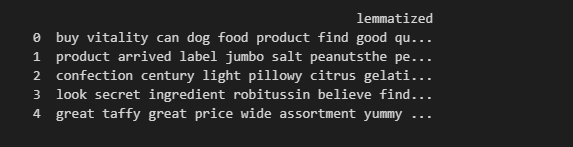 lemmatized
0 buy vitality can dog food product find good qu...
1 product arrived label jumbo salt peanutsthe pe...
2 confection century light pillowy citrus gelati...
3 look secret ingredient robitussin believe find...
4 great taffy great price wide assortment yummy ...